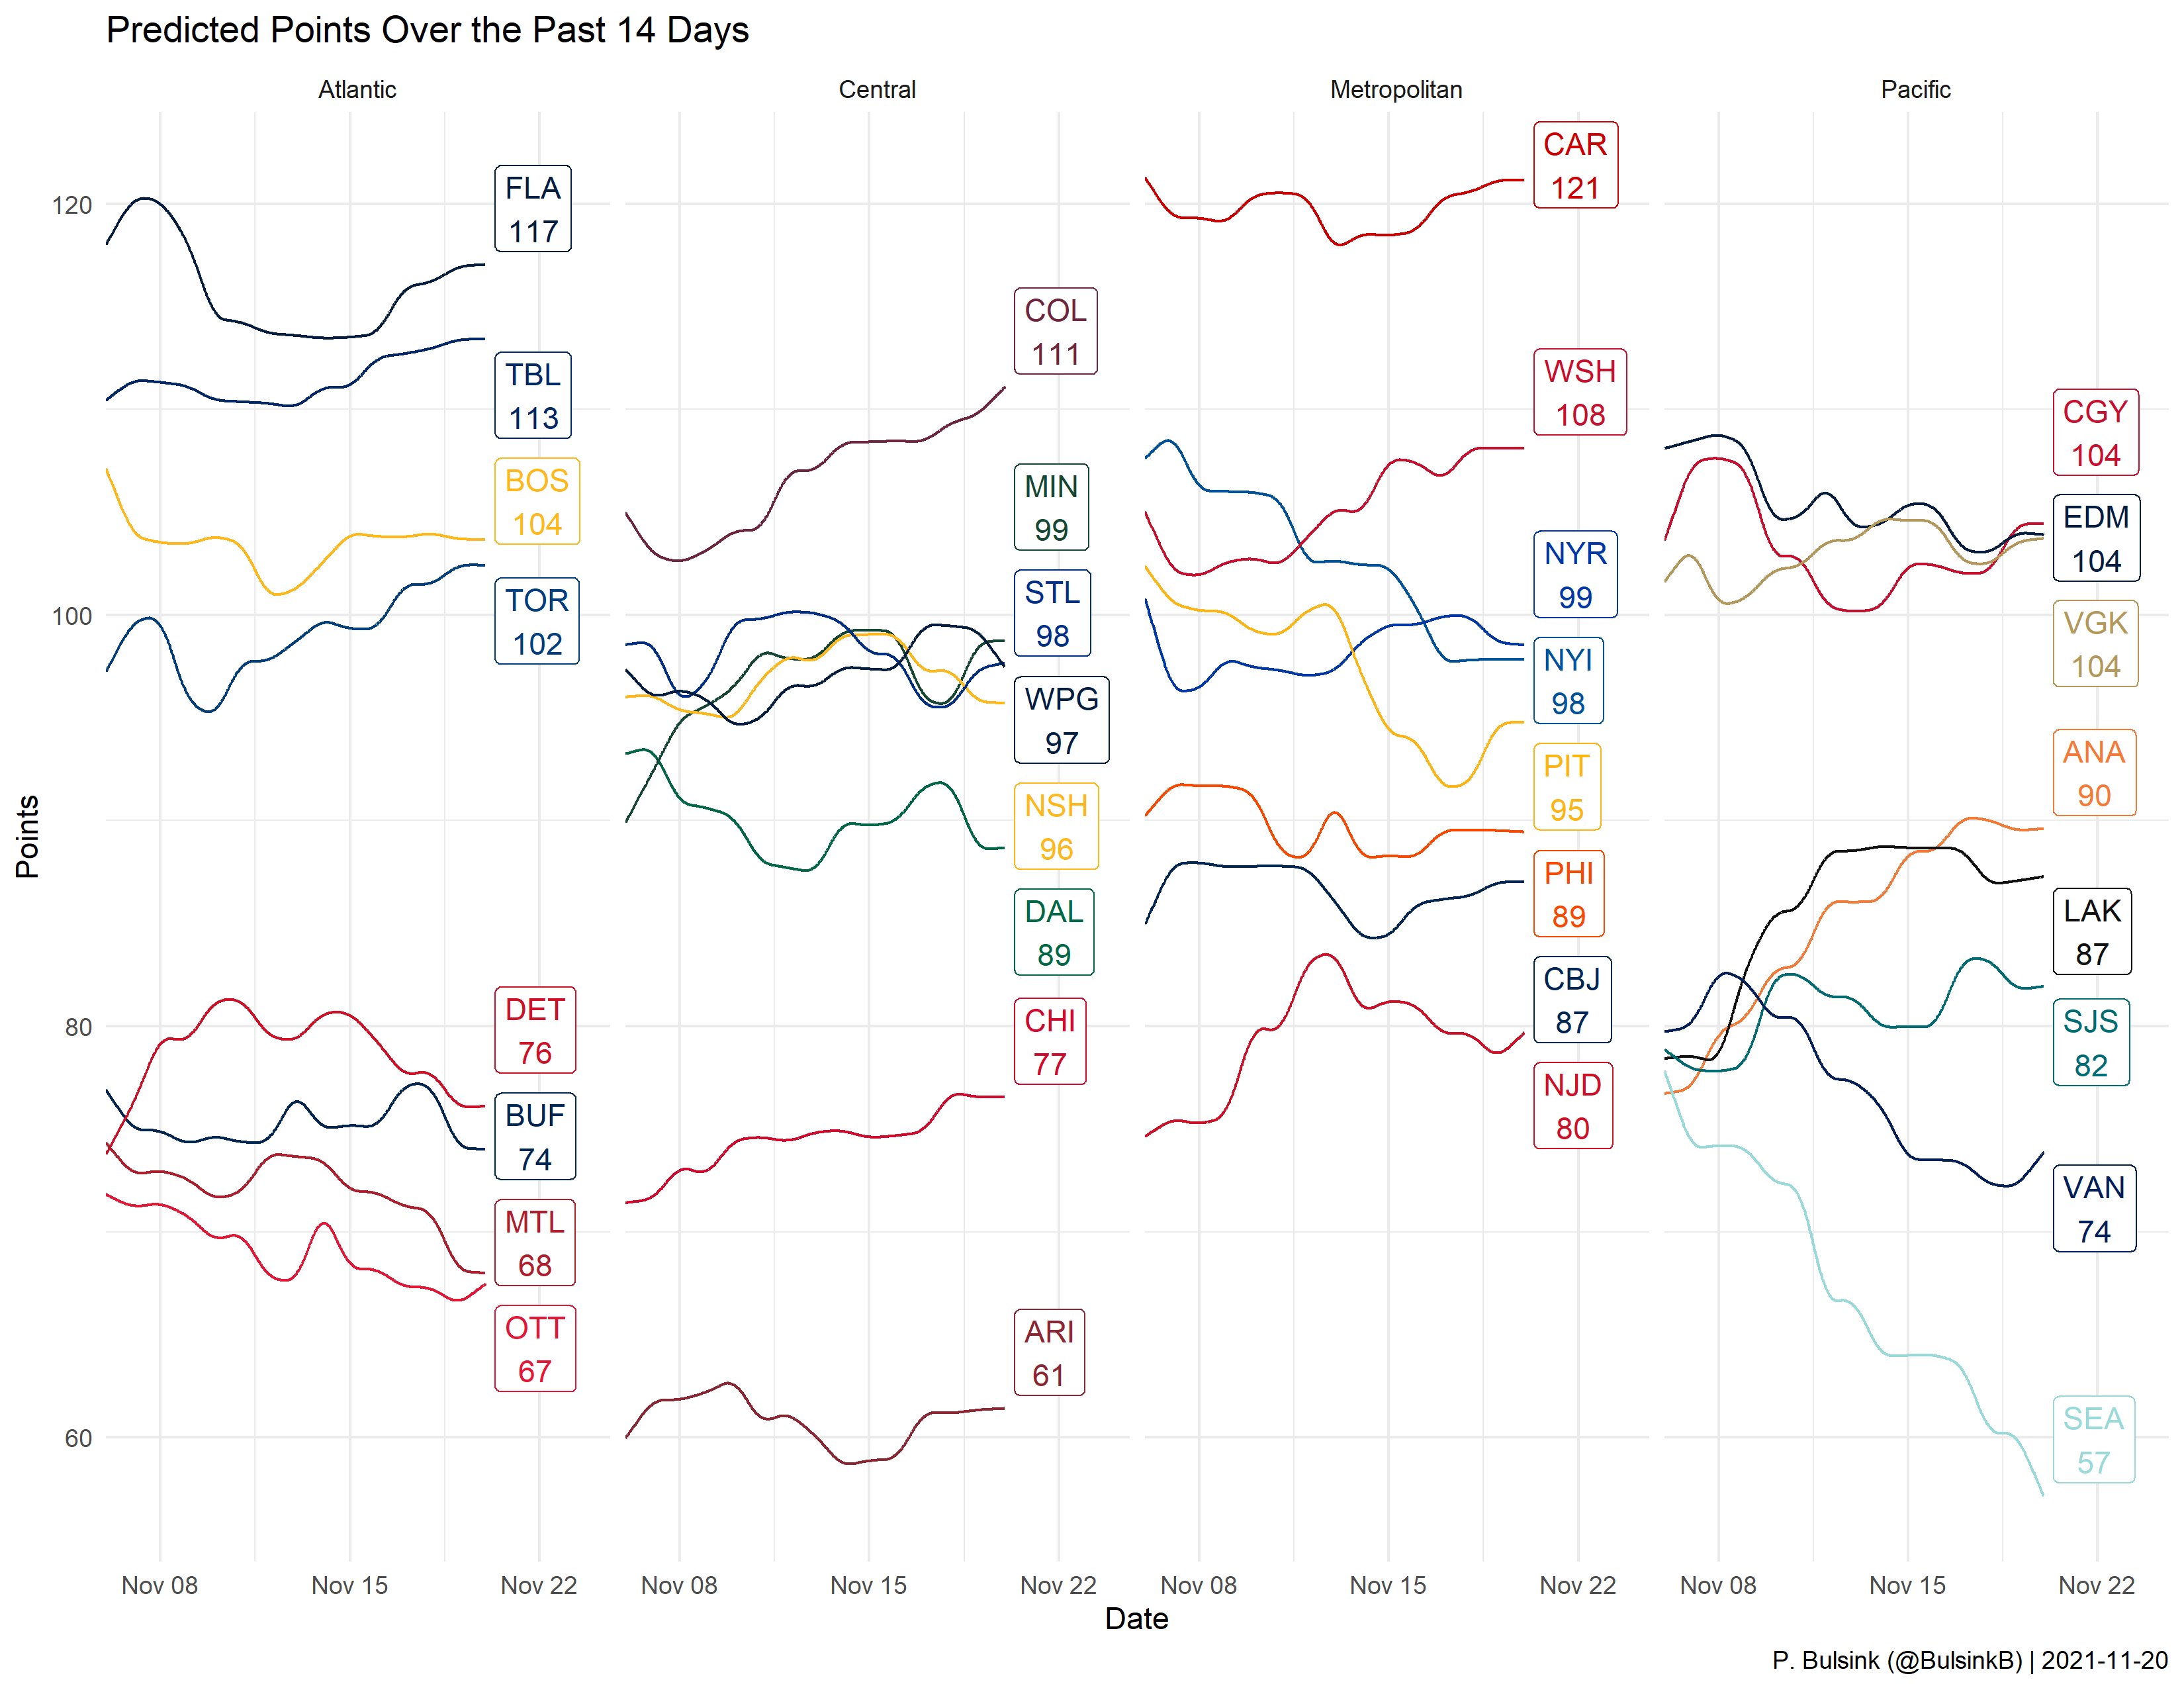 Predicted Points Over the Past 14 Days
Atlantic
Central
Metropolitan
Pacific
Points
120
100
80
60
FLA
117
TBL
113
BOS
104
TOR
102
DET
76
BUF
74
MTL
68
OTT
67
COL
111
MIN
99
STL
98
WPG
97
NSH
96
DAL
89
CHI
77
ARI
61
CAR
121
WSH
108
NYR
99
NYI
98
PIT
95
PHI
89
CBJ
87
NJD
80
CGY
104
EDM
104
VGK
104
ANA
90
LAK
87
SJS
82
VAN
74
SEA
57
Nov 08 Nov 15 Nov 22
Nov 08 Nov 15 Nov 22
Nov 08 Nov 15 Nov 22
Nov 08 Nov 15 Nov 22
Date
P. Bulsink (@BulsinkB) | 2021-11-20